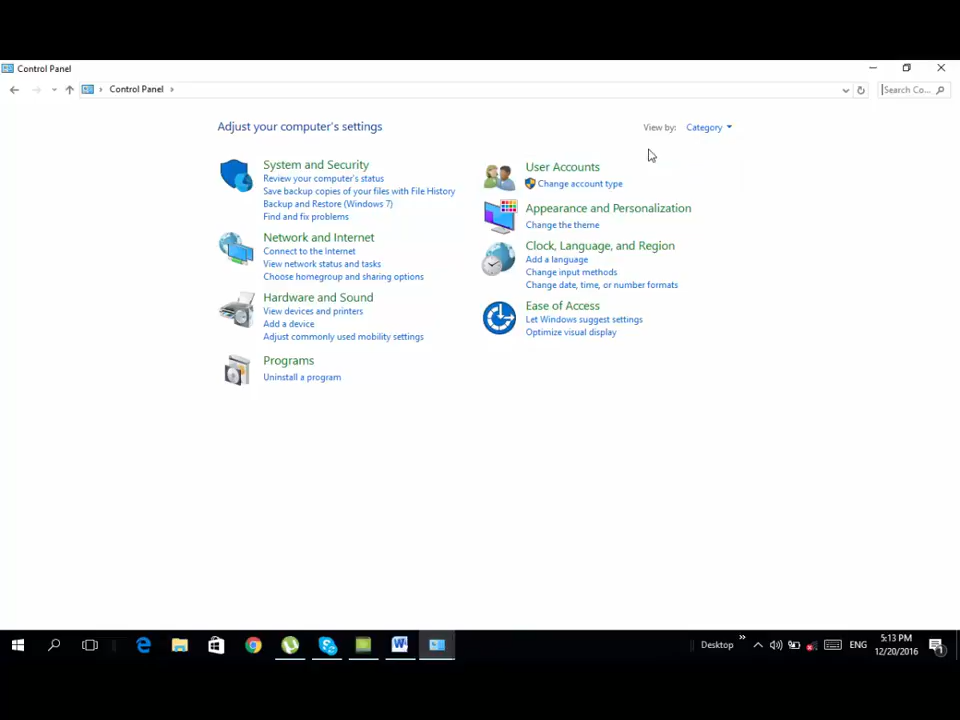 Control Panel
Control Panel
Search Co...
Adjust your computer's settings
View by: Category
System and Security
Review your computer's status
Save backup copies of your files with File History
Backup and Restore (Windows 7)
Find and fix problems
Network and Internet
Connect to the Internet
View network status and tasks
Choose homegroup and sharing options
Hardware and Sound
View devices and printers
Add a device
Adjust commonly used mobility settings
Programs
Uninstall a program
User Accounts
Change account type
Appearance and Personalization
Change the theme
Clock, Language, and Region
Add a language
Change input methods
Change date, time, or number formats
Ease of Access
Let Windows suggest settings
Optimize visual display
Desktop
ENG
5:13 PM
12/20/2016
1